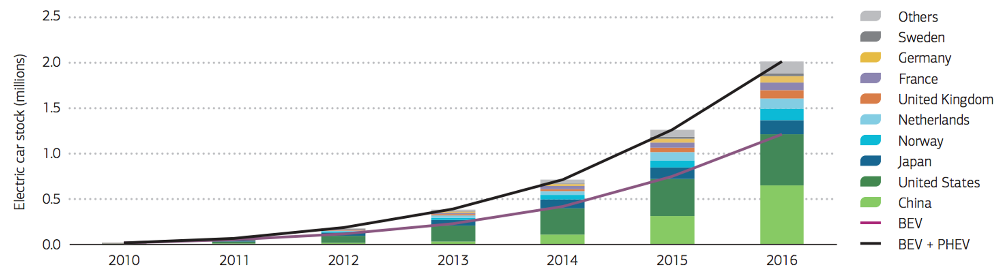 Electric car stock (millions)
2.5
2.0
1.5
1.0
0.5
0.0
2010 2011 2012 2013 2014 2015 2016
Others
Sweden
Germany
France
United Kingdom
Netherlands
Norway
Japan
United States
China
BEV
BEV + PHEV